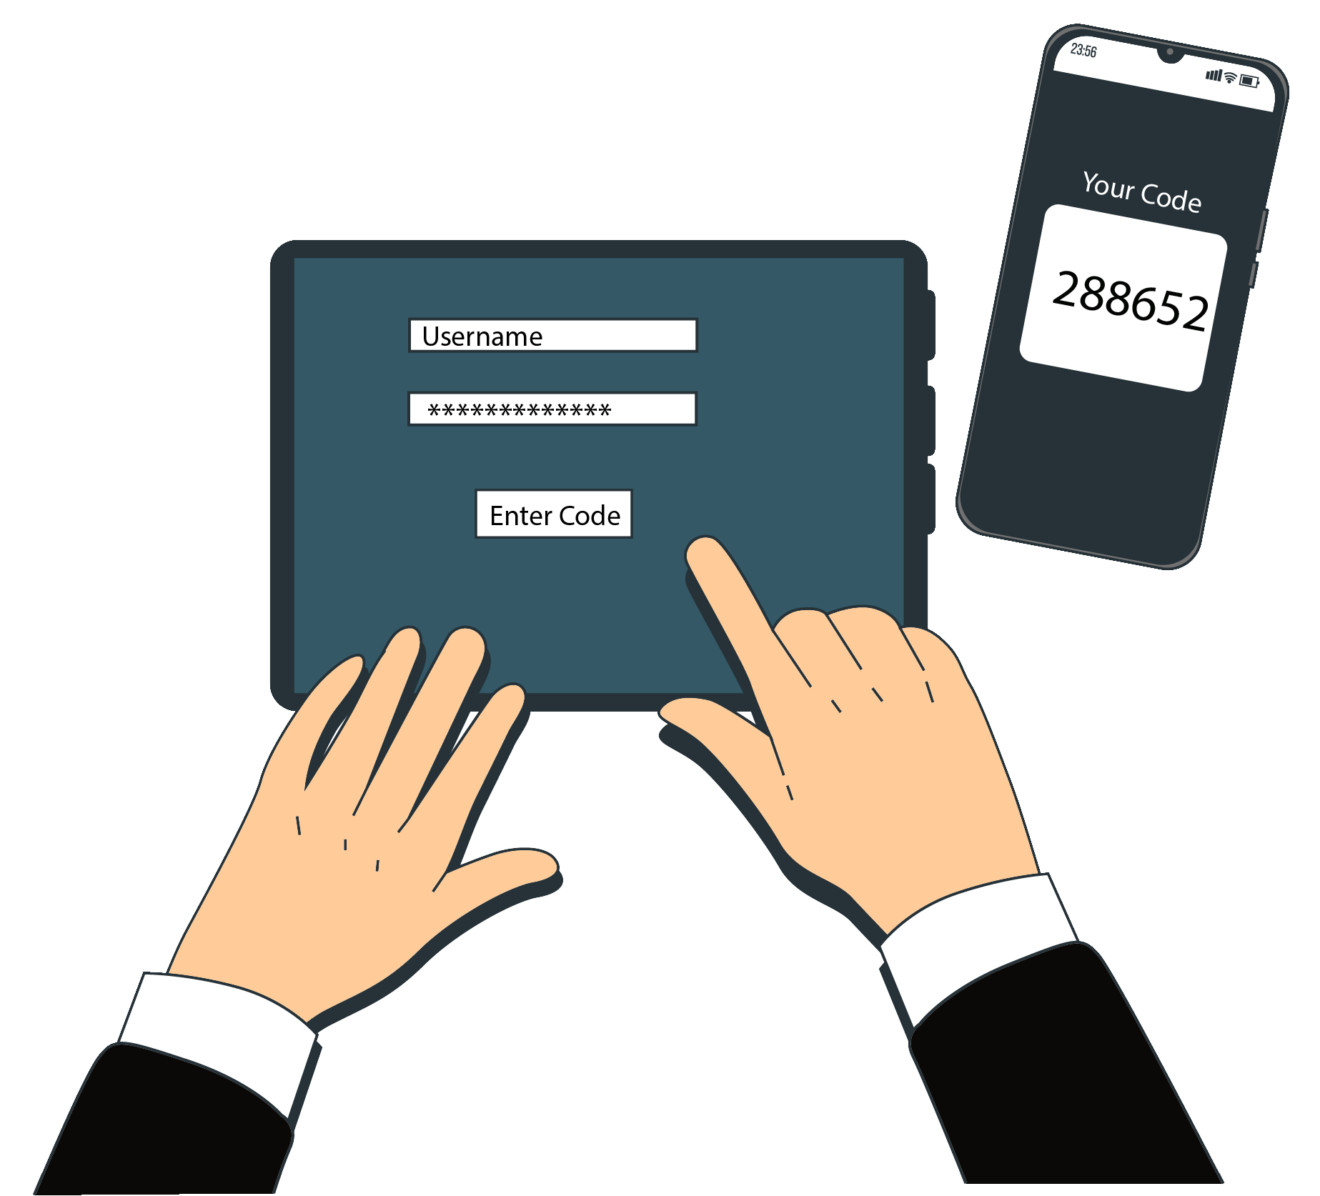 23:56
Your Code
288652
Username
*************
Enter Code